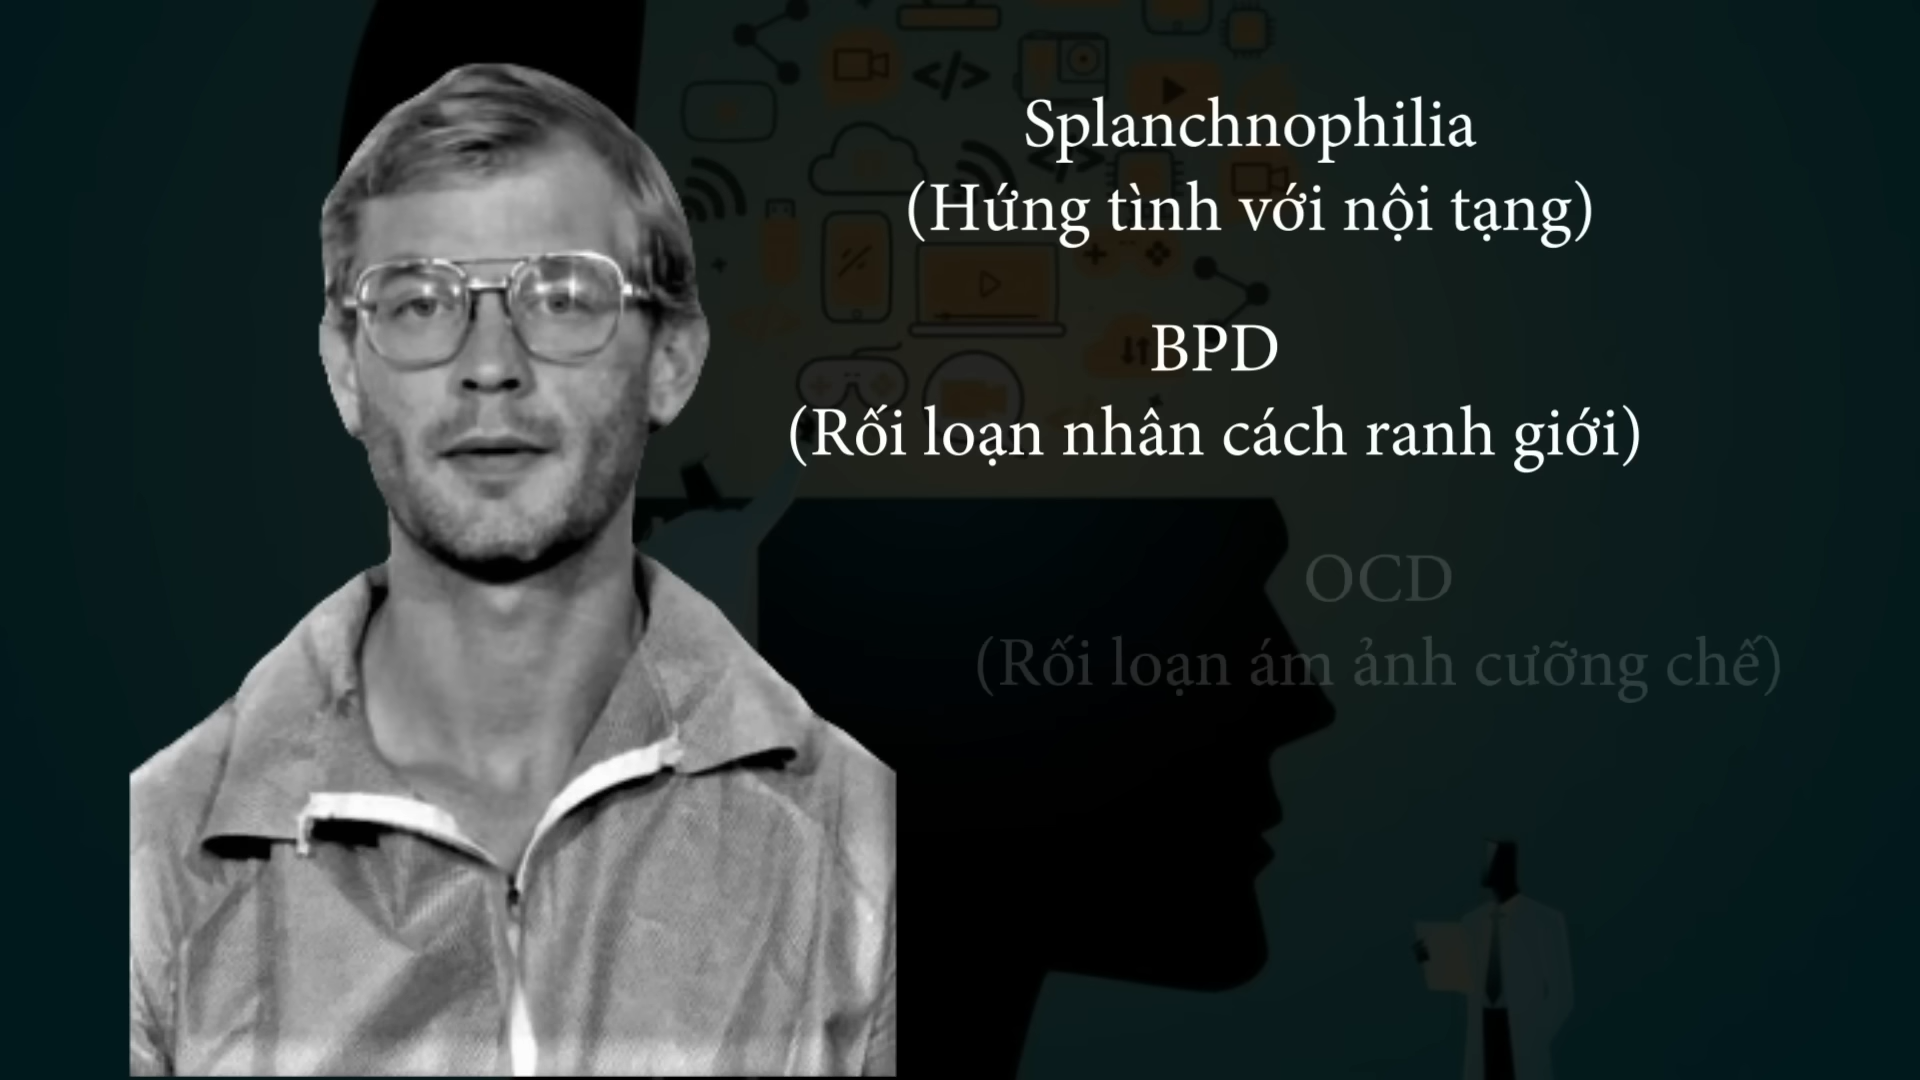 Splanchnophilia
(Hứng tình với nội tạng)
BPD
(Rối loạn nhân cách ranh giới)
OCD
(Rối loạn ám ảnh cưỡng chế)